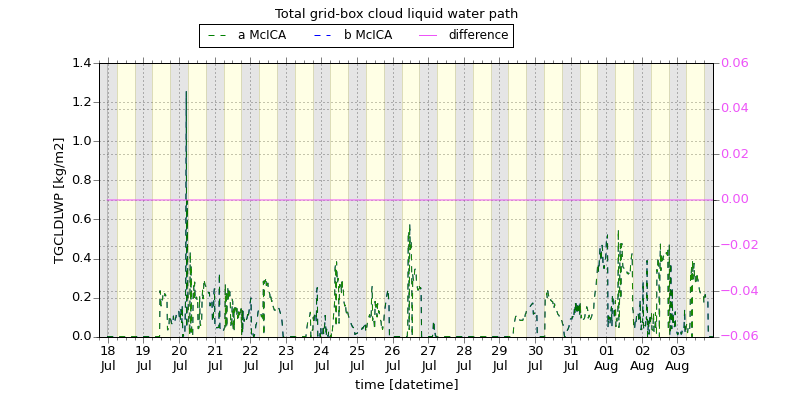 Total grid-box cloud liquid water path
a McICA b McICA difference
1.4 0.06
1.2 0.04
1.0 0.02
0.8 0.00
0.6 −0.02
0.4 −0.04
0.2 −0.06
0.0
TGCLDLWP [kg/m2]
18 19 20 21 22 23 24 25 26 27 28 29 30 31 01 02 03
Jul Jul Jul Jul Jul Jul Jul Jul Jul Jul Jul Jul Jul Jul Aug Aug Aug
time [datetime]